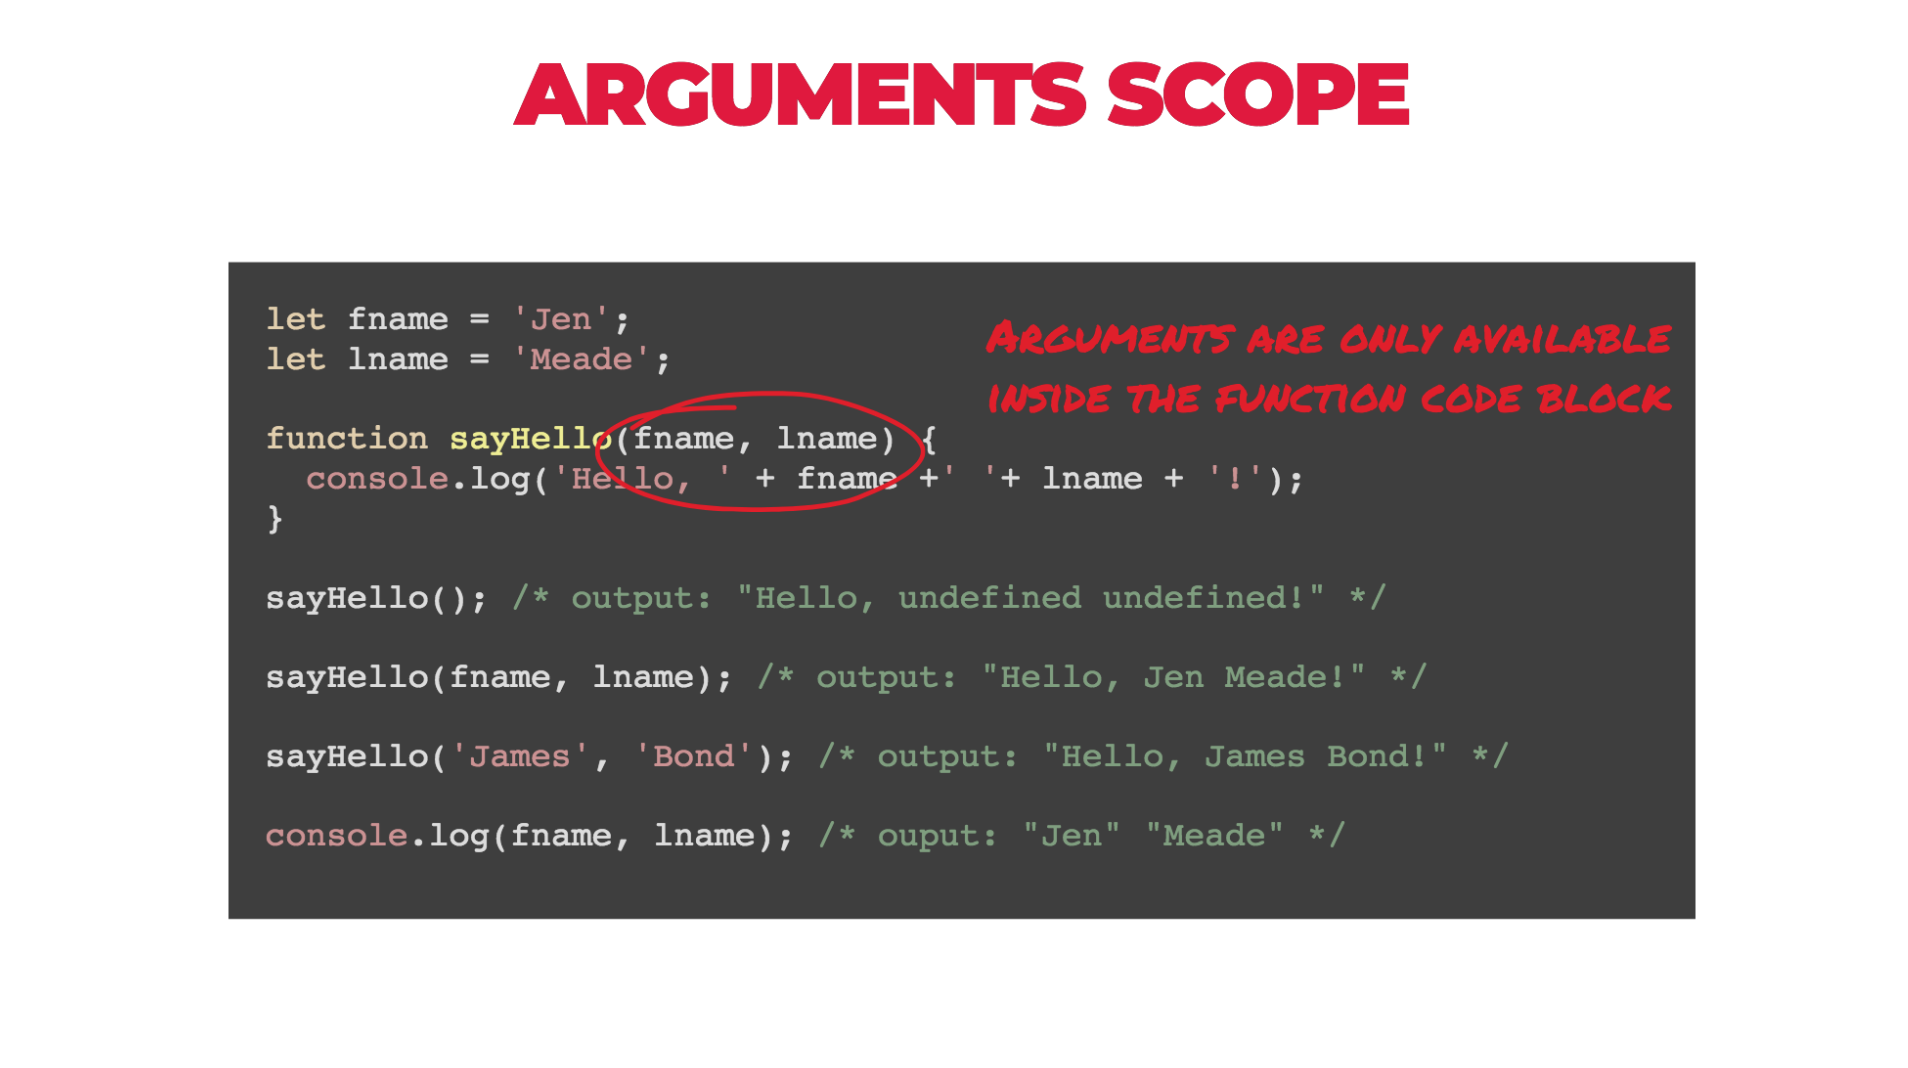 ARGUMENTS SCOPE
let fname = 'Jen';
let lname = 'Meade';
ARGUMENTS ARE ONLY AVAILABLE
INSIDE THE FUNCTION CODE BLOCK
function sayHello(fname, lname) {
  console.log('Hello, ' + fname +' '+ lname + '!');
}
sayHello(); /* output: "Hello, undefined undefined!" */
sayHello(fname, lname); /* output: "Hello, Jen Meade!" */
sayHello('James', 'Bond'); /* output: "Hello, James Bond!" */
console.log(fname, lname); /* ouput: "Jen" "Meade" */